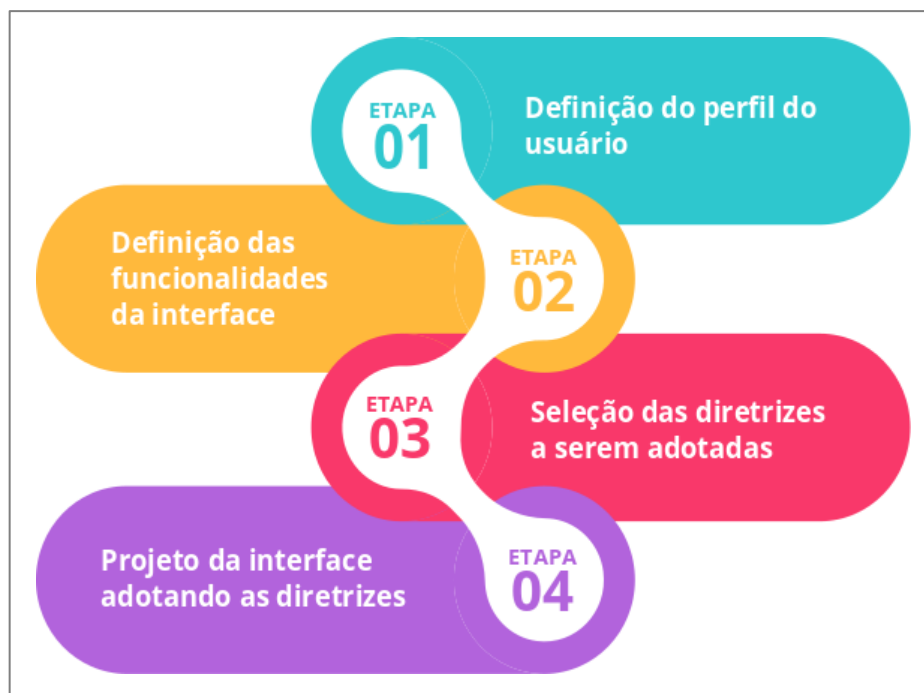 ETAPA
01
Definição do perfil do
usuário
Definição das
funcionalidades
da interface
ETAPA
02
ETAPA
03
Seleção das diretrizes
a serem adotadas
Projeto da interface
adotando as diretrizes
ETAPA
04